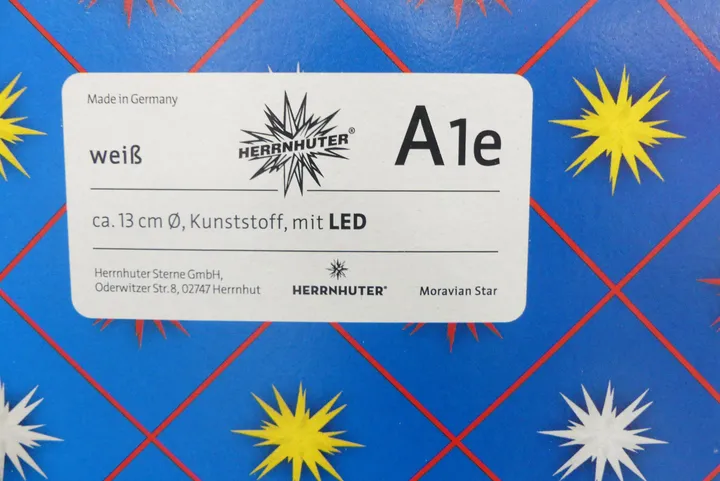 Made in Germany
weiß
HERRNHUTER®
A1e
ca. 13 cm Ø, Kunststoff, mit LED
Herrnhuter Sterne GmbH,
Oderwitzer Str. 8, 02747 Herrnhut
HERRNHUTER®
Moravian Star